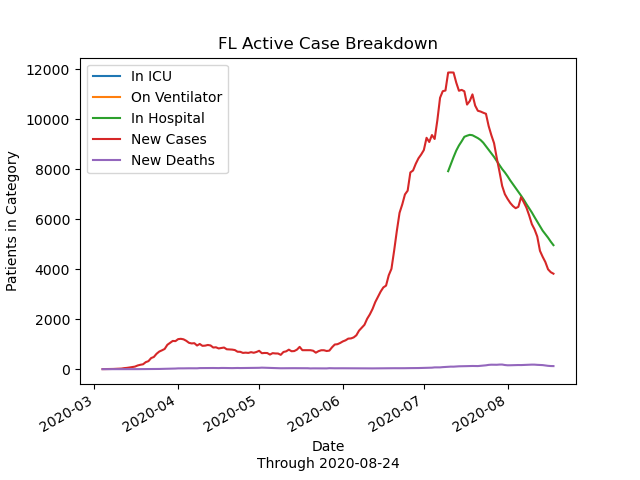 FL Active Case Breakdown
In ICU
On Ventilator
In Hospital
New Cases
New Deaths
Patients in Category
12000
10000
8000
6000
4000
2000
0
2020-03
2020-04
2020-05
2020-06
2020-07
2020-08
Date
Through 2020-08-24